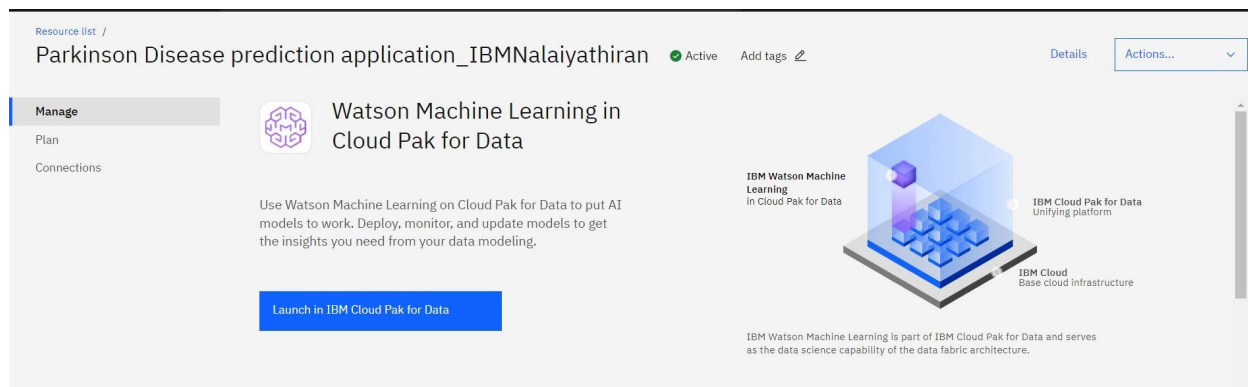 Resource list /
Parkinson Disease prediction application_IBMNalaiyathiran
Active
Add tags
Details
Actions...
Manage
Plan
Connections
Watson Machine Learning in
Cloud Pak for Data
Use Watson Machine Learning on Cloud Pak for Data to put AI
models to work. Deploy, monitor, and update models to get
the insights you need from your data modeling.
Launch in IBM Cloud Pak for Data
IBM Watson Machine
Learning
in Cloud Pak for Data
IBM Cloud Pak for Data
Unifying platform
IBM Cloud
Base cloud infrastructure
IBM Watson Machine Learning is part of IBM Cloud Pak for Data and serves
as the data science capability of the data fabric architecture.